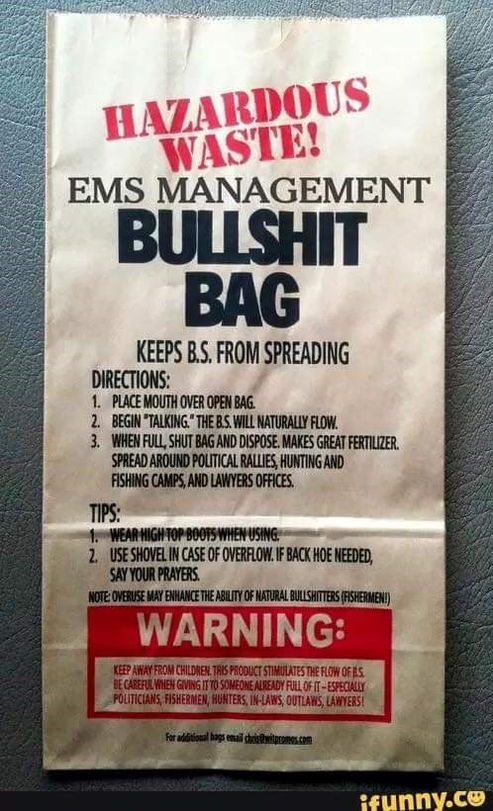 HAZARDOUS
WASTE!
EMS MANAGEMENT
BULLSHIT
BAG
KEEPS B.S. FROM SPREADING
DIRECTIONS:
1. PLACE MOUTH OVER OPEN BAG.
2. BEGIN "TALKING." THE B.S. WILL NATURALLY FLOW.
3. WHEN FULL, SHUT BAG AND DISPOSE. MAKES GREAT FERTILIZER.
SPREAD AROUND POLITICAL RALLIES, HUNTING AND
FISHING CAMPS, AND LAWYERS OFFICES.
TIPS:
1. WEAR HIGH TOP BOOTS WHEN USING.
2. USE SHOVEL IN CASE OF OVERFLOW. IF BACK HOE NEEDED,
SAY YOUR PRAYERS.
NOTE: OVERUSE MAY ENHANCE THE ABILITY OF NATURAL BULLSHITTERS (FISHERMEN!)
WARNING:
KEEP AWAY FROM CHILDREN. THIS PRODUCT STIMULATES THE FLOW OF B.S.
BE CAREFUL WHEN GIVING IT TO SOMEONE ALREADY FULL OF IT - ESPECIALLY
POLITICIANS, FISHERMEN, HUNTERS, IN-LAWS, OUTLAWS, LAWYERS!
For additional bags email chris@witpromos.com
ifunny.co